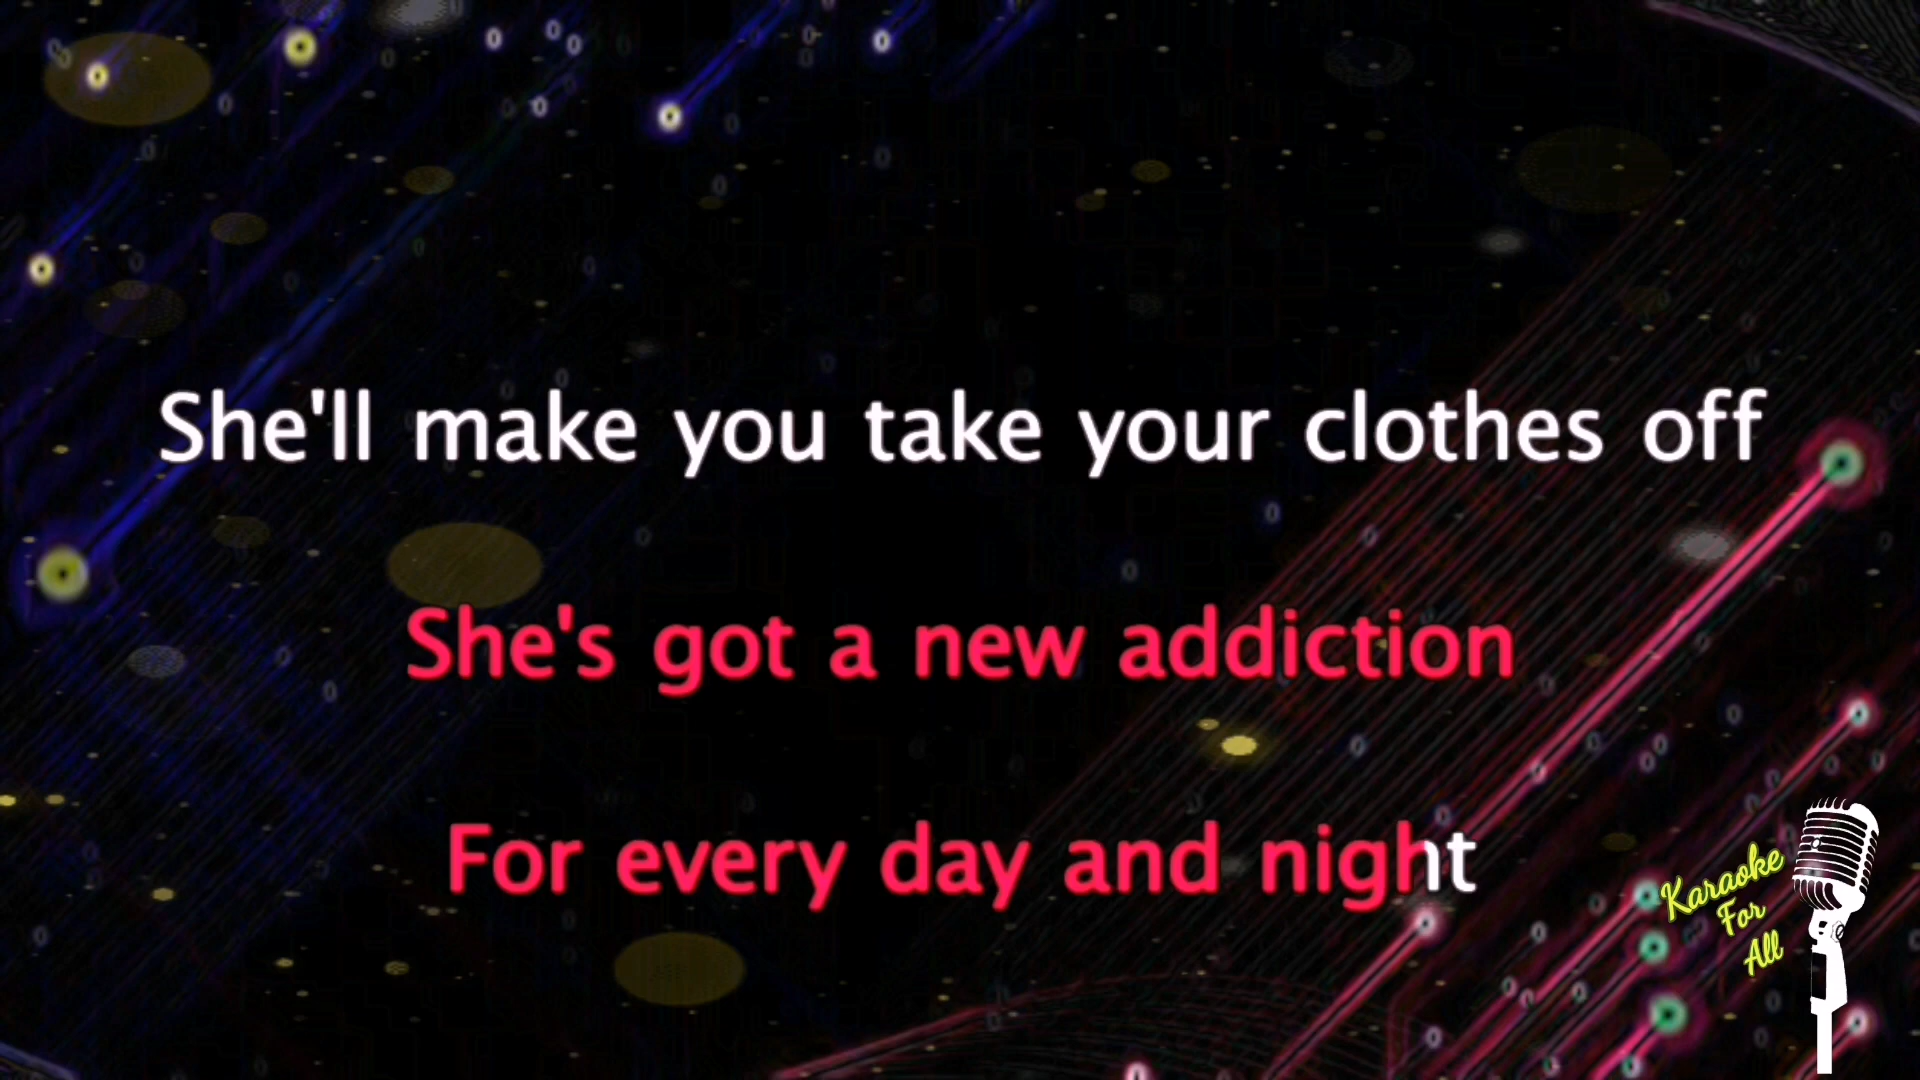 She'll make you take your clothes off
She's got a new addiction
For every day and night
Karaoke
For
All